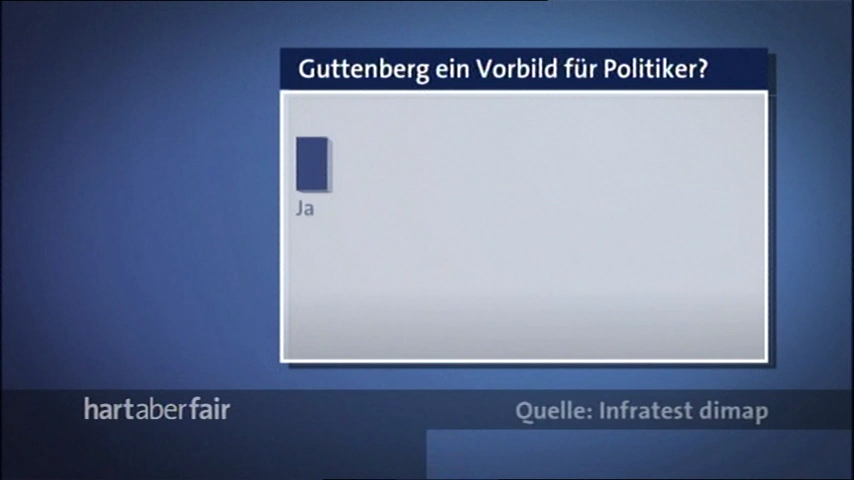 Guttenberg ein Vorbild für Politiker?
Ja
hartaberfair
Quelle: Infratest dimap